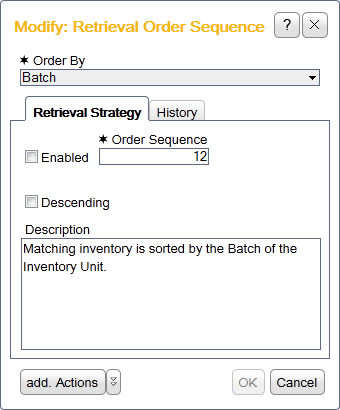 Modify: Retrieval Order Sequence ? ×
✶ Order By
Batch
Retrieval Strategy History
✶ Order Sequence
Enabled 12
Descending
Description
Matching inventory is sorted by the Batch of the
Inventory Unit.
add. Actions OK Cancel